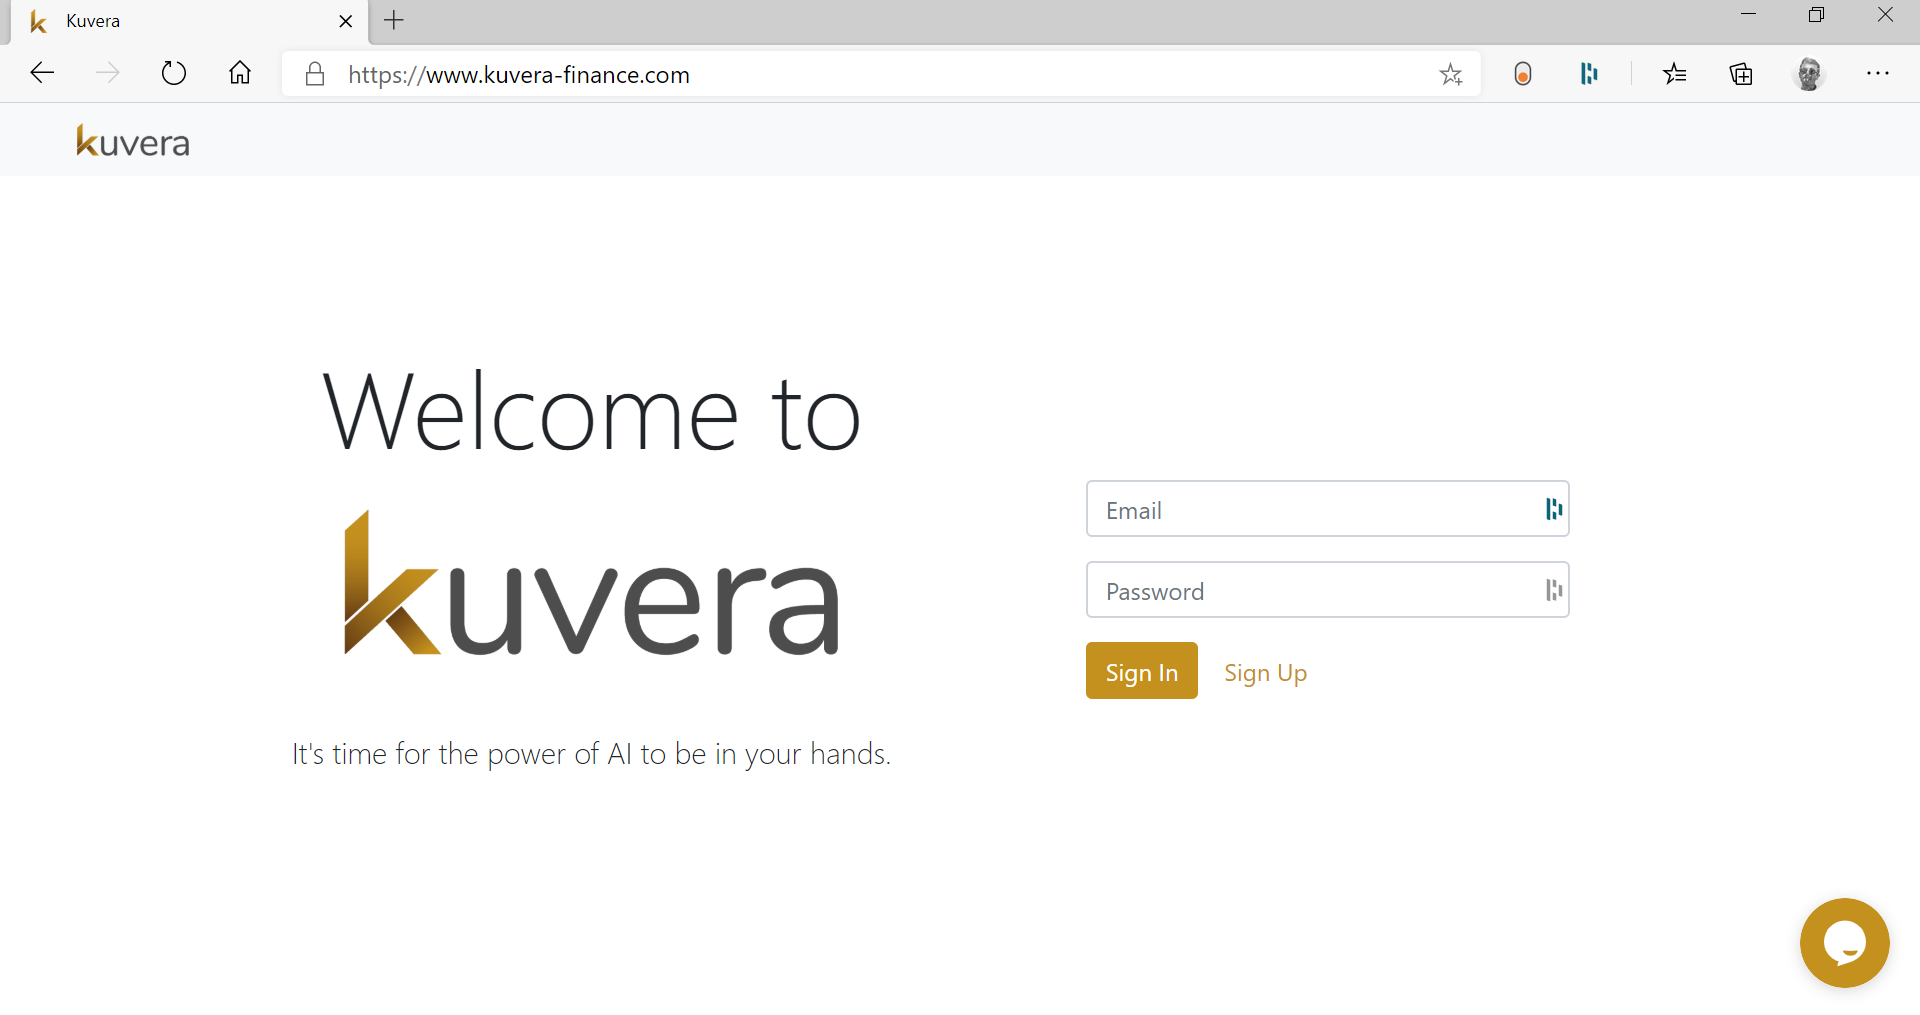 Kuvera
https://www.kuvera-finance.com
kuvera
Welcome to
kuvera
It's time for the power of AI to be in your hands.
Email
Password
Sign In
Sign Up